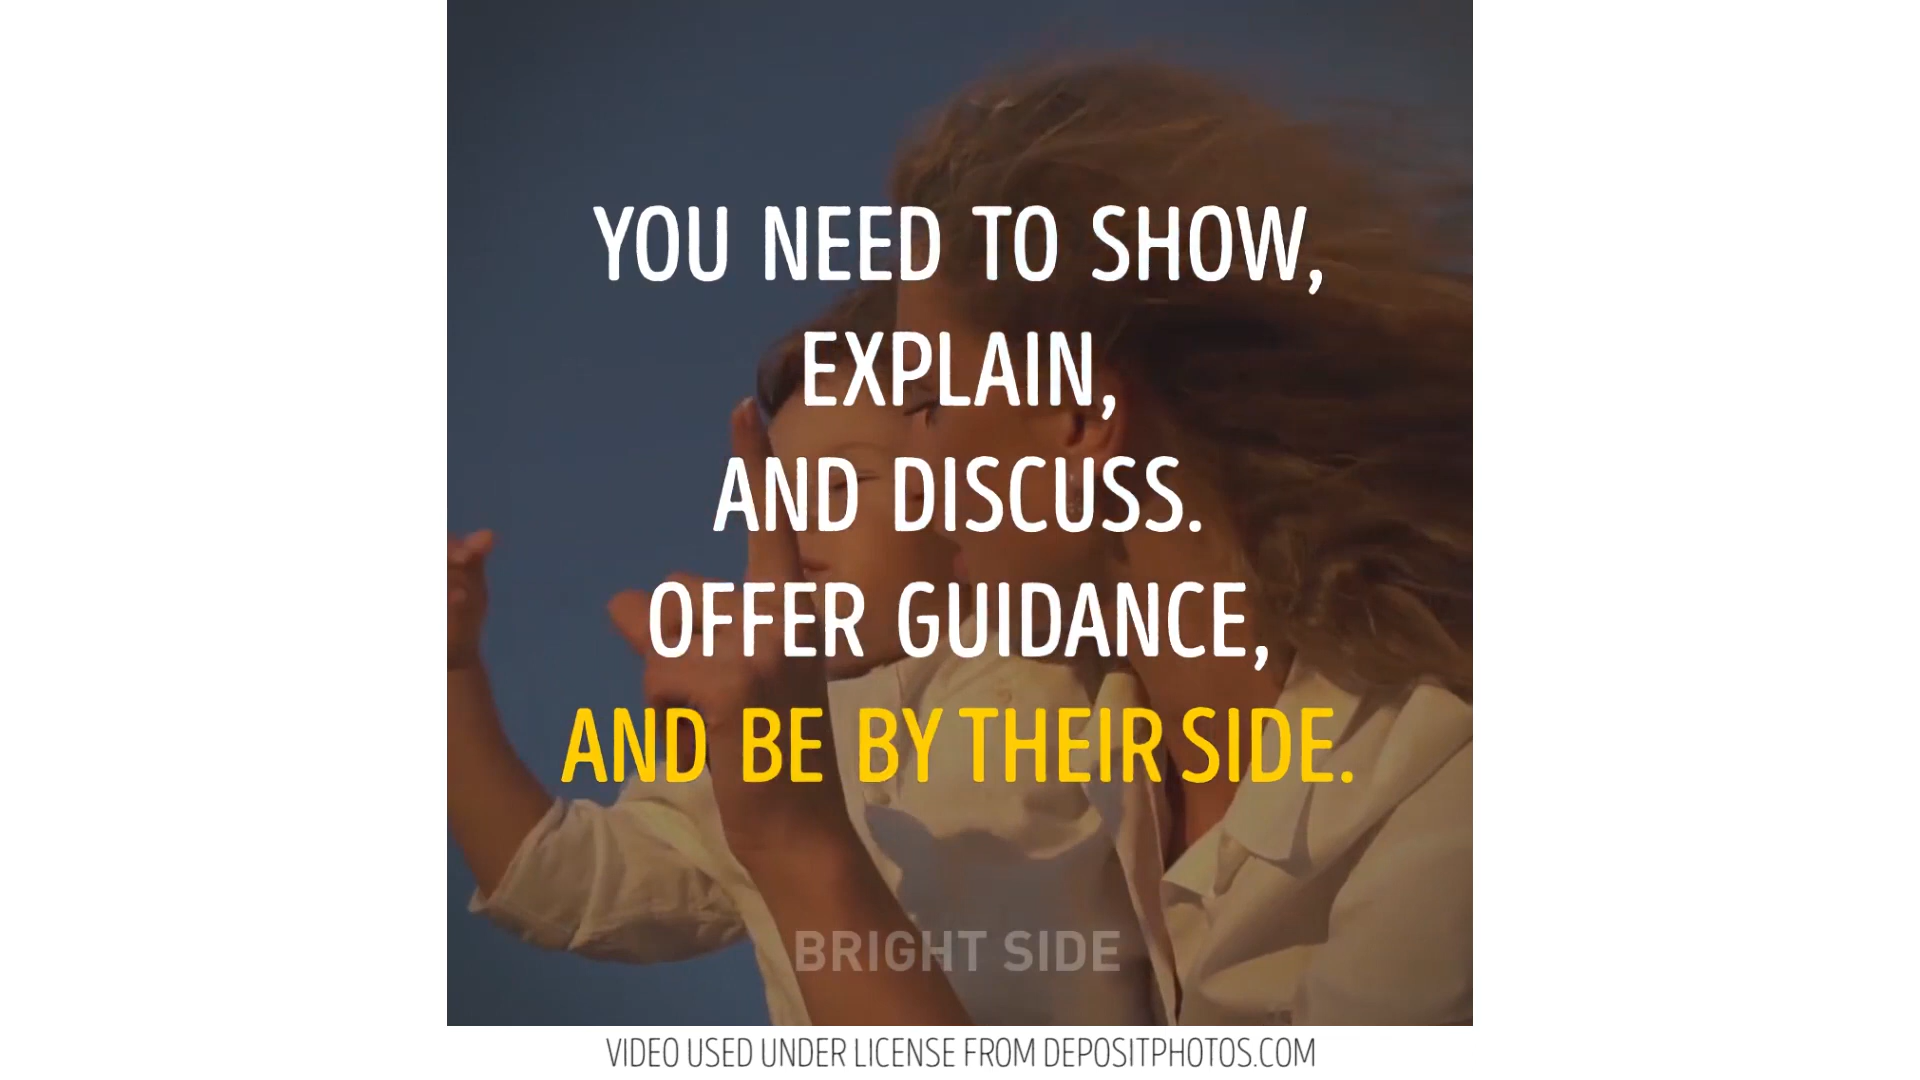 YOU NEED TO SHOW,
EXPLAIN,
AND DISCUSS.
OFFER GUIDANCE,
AND BE BY THEIR SIDE.
BRIGHT SIDE
VIDEO USED UNDER LICENSE FROM DEPOSITPHOTOS.COM